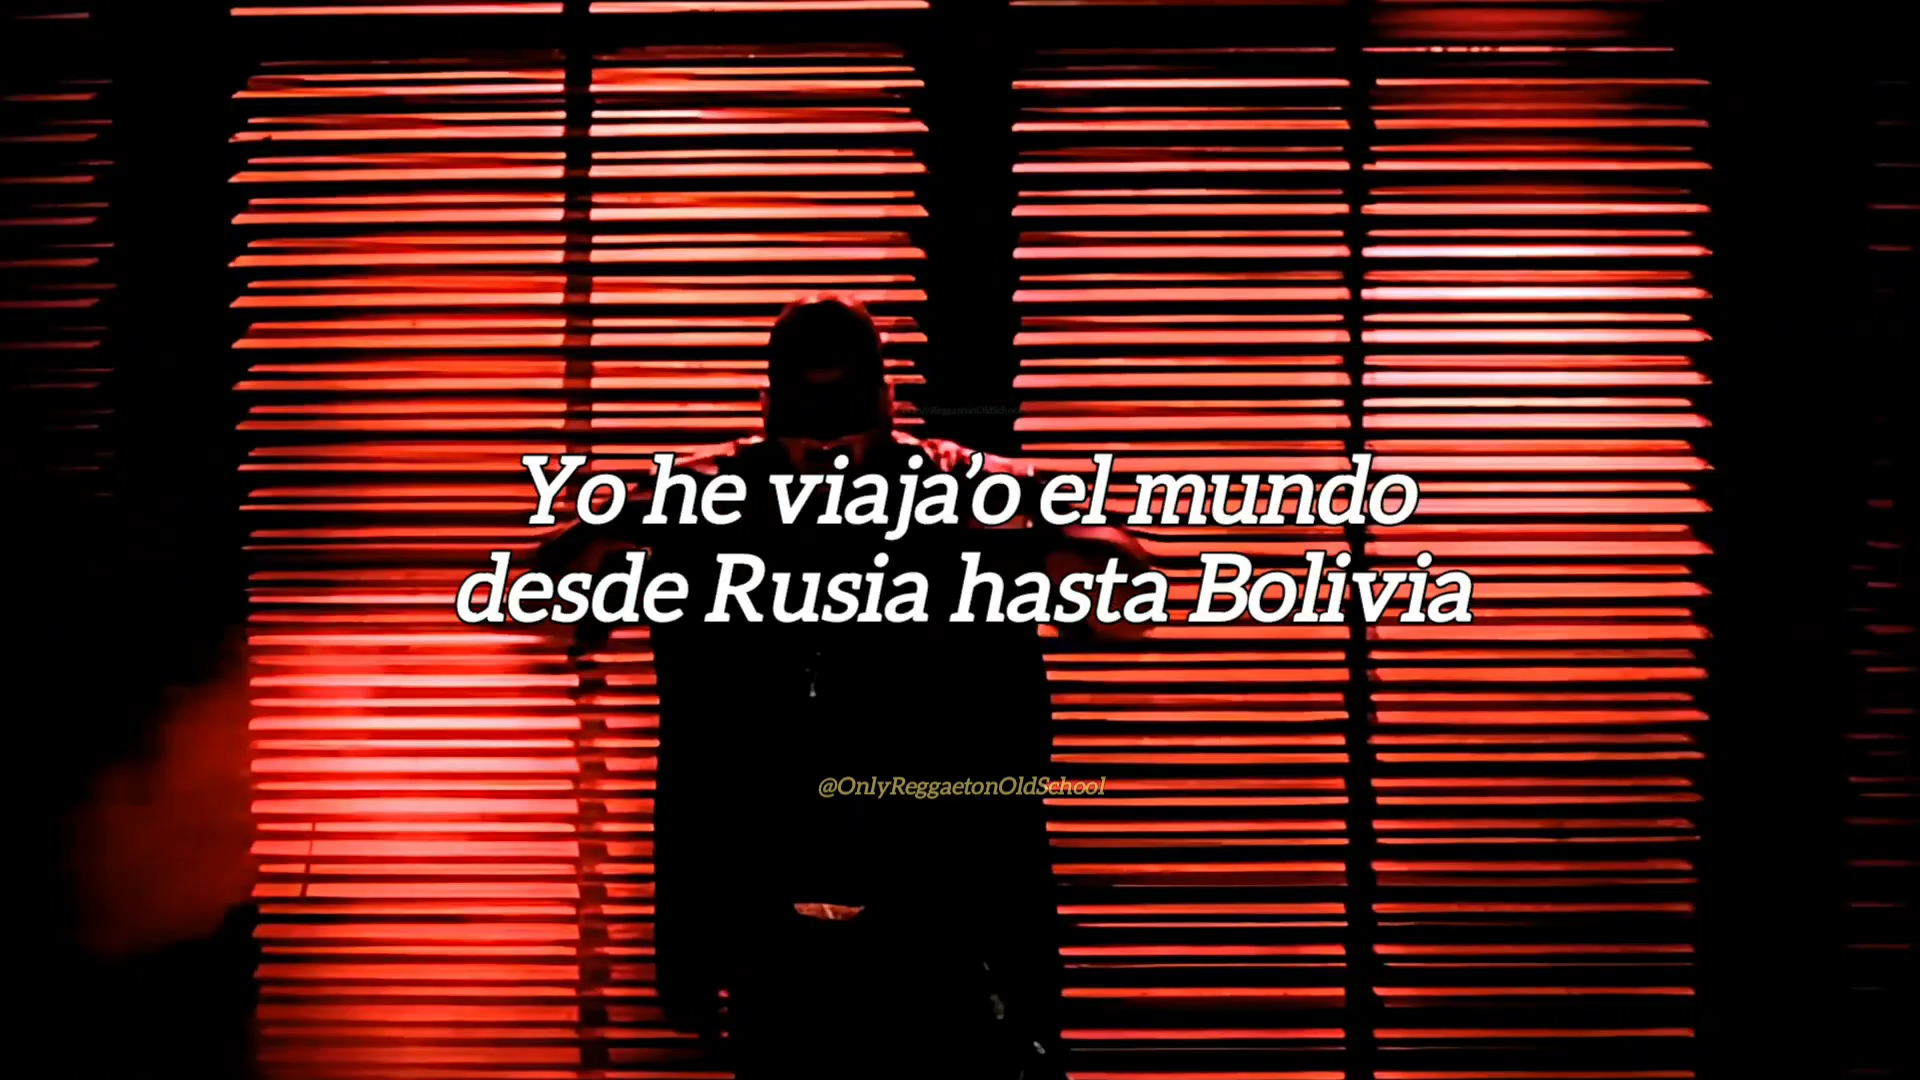 Yo he viaja’o el mundo
desde Rusia hasta Bolivia
@OnlyReggaetonOldSchool